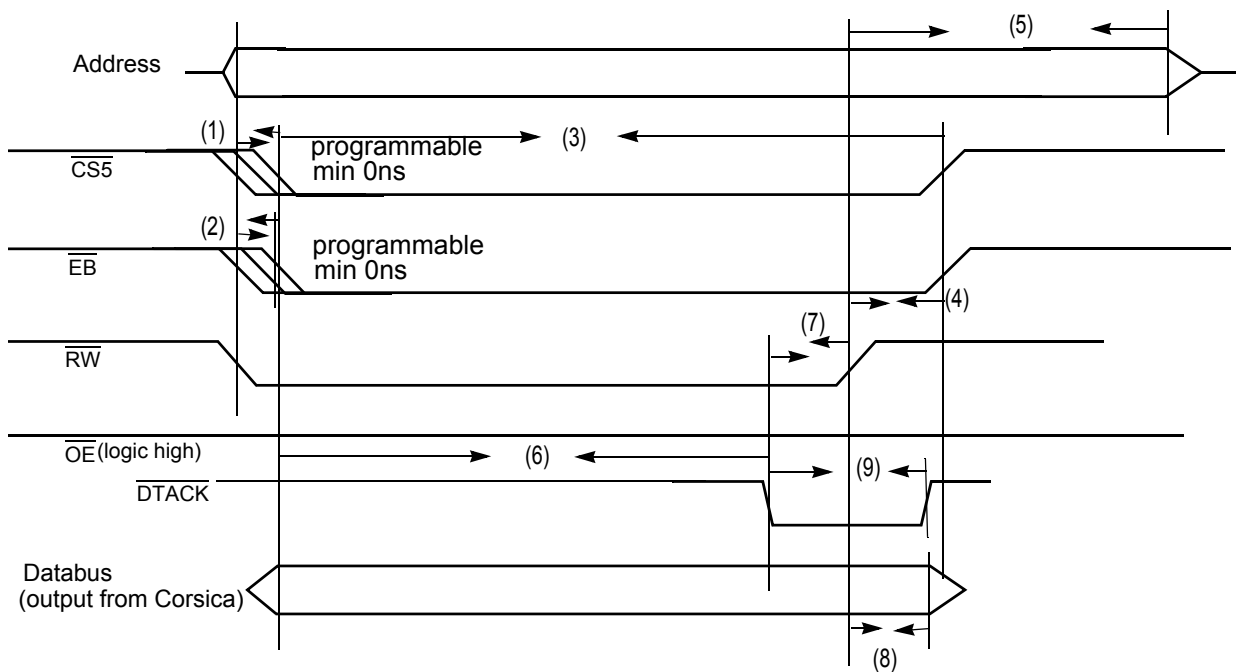 (5)
Address
(1)
(3)
programmable
min 0ns
CS5
(2)
programmable
min 0ns
EB
(4)
(7)
RW
OE(logic high)
(6)
(9)
DTACK
Databus
(output from Corsica)
(8)